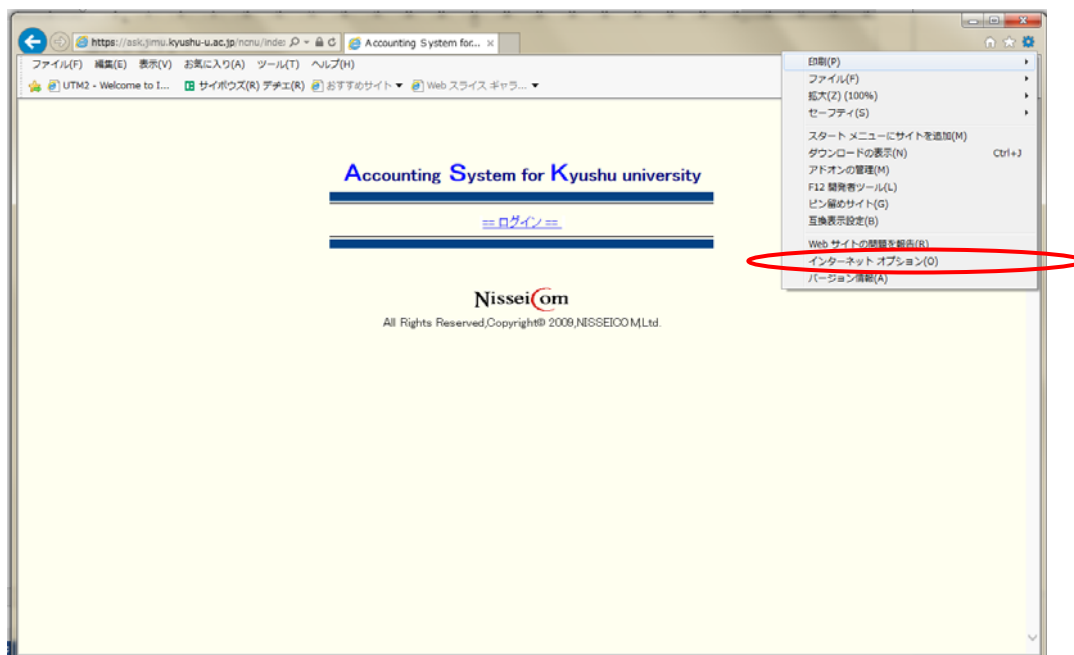 https://ask.jimu.kyushu-u.ac.jp/ncnu/inde:
Accounting System for...
ファイル(F) 編集(E) 表示(V) お気に入り(A) ツール(T) ヘルプ(H)
UTM2 - Welcome to I... サイボウズ(R) デヂエ(R) おすすめサイト ▼ Web スライス ギャラ... ▼
印刷(P)
ファイル(F)
拡大(Z) (100%)
セーフティ(S)
スタート メニューにサイトを追加(M)
ダウンロードの表示(N) Ctrl+J
アドオンの管理(M)
F12 開発者ツール(L)
ピン留めサイト(G)
互換表示設定(B)
Web サイトの問題を報告(R)
インターネット オプション(O)
バージョン情報(A)
Accounting System for Kyushu university
== ログイン ==
NisseiCom
All Rights Reserved,Copyright© 2009,NISSEICOM,Ltd.